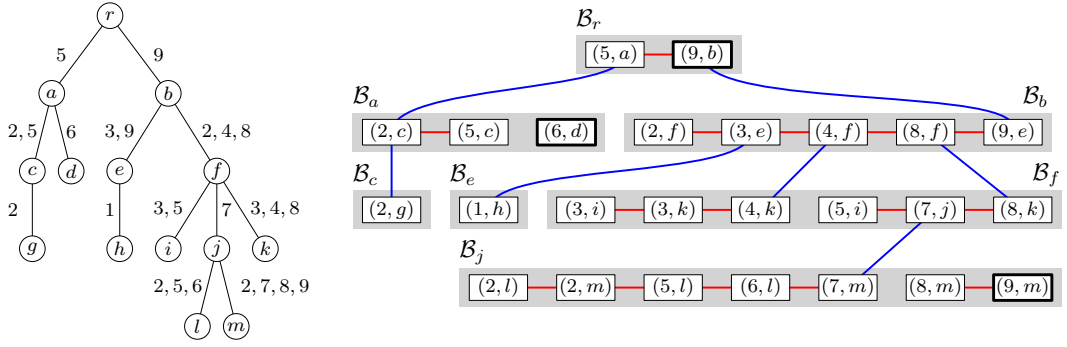 r
5 9
a b
2, 5 6 3, 9 2, 4, 8
c d e f
2 1 3, 5 7 3, 4, 8
g h i j k
2, 5, 6 2, 7, 8, 9
l m
𝓑r
(5, a) (9, b)
𝓑a 𝓑b
(2, c) (5, c) (6, d) (2, f) (3, e) (4, f) (8, f) (9, e)
𝓑c 𝓑e 𝓑f
(2, g) (1, h) (3, i) (3, k) (4, k) (5, i) (7, j) (8, k)
𝓑j
(2, l) (2, m) (5, l) (6, l) (7, m) (8, m) (9, m)